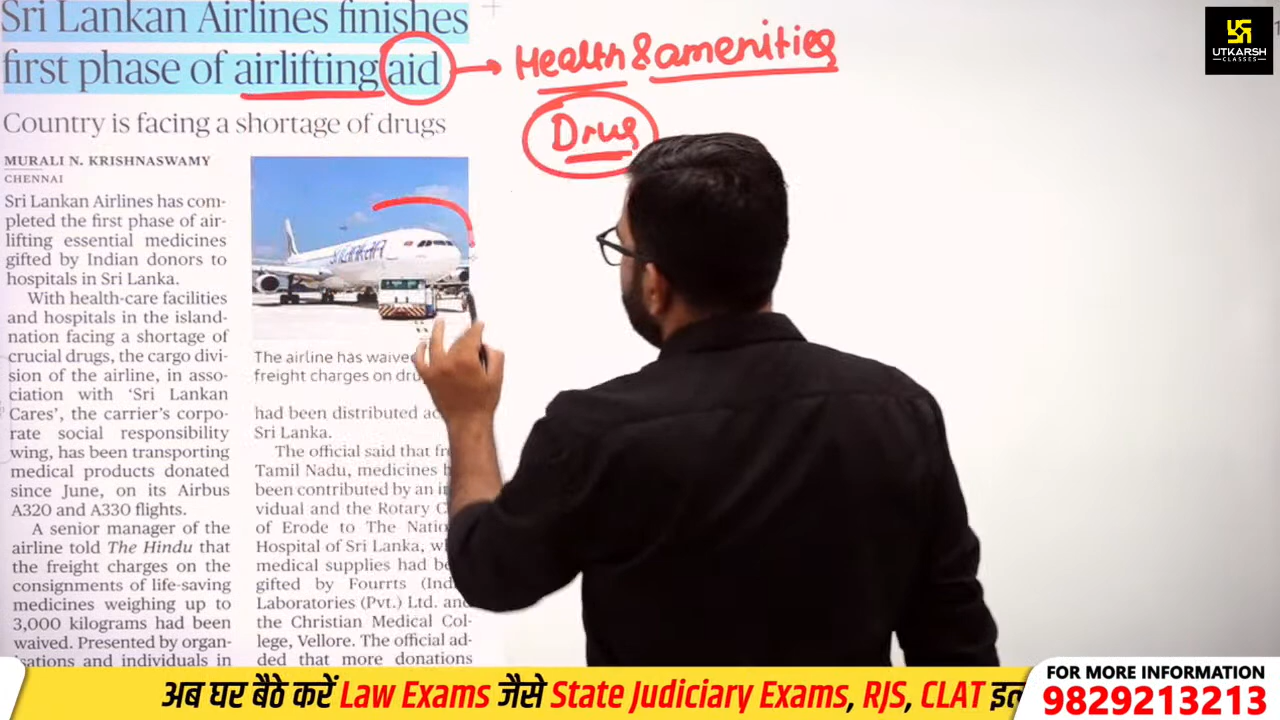 Sri Lankan Airlines finishes
first phase of airlifting aid
Health & amenities
Drug
Country is facing a shortage of drugs
MURALI N. KRISHNASWAMY
CHENNAI
Sri Lankan Airlines has com-
pleted the first phase of air-
lifting essential medicines
gifted by Indian donors to
hospitals in Sri Lanka.
With health-care facilities
and hospitals in the island-
nation facing a shortage of
crucial drugs, the cargo divi-
sion of the airline, in asso-
ciation with ‘Sri Lankan
Cares’, the carrier’s corpo-
rate social responsibility
wing, has been transporting
medical products donated
since June, on its Airbus
A320 and A330 flights.
A senior manager of the
airline told The Hindu that
the freight charges on the
consignments of life-saving
medicines weighing up to
3,000 kilograms had been
waived. Presented by organ-
isations and individuals in
The airline has waived
freight charges on
had been distributed
Sri Lanka.
The official said that
Tamil Nadu, medicines
been contributed by an
vidual and the Rotary
of Erode to The
Hospital of Sri Lanka,
medical supplies had
gifted by Fourrts
Laboratories (Pvt.) Ltd. and
the Christian Medical Col-
lege, Vellore. The official ad-
ded that more donations
UTKARSH
CLASSES
अब घर बैठे करें Law Exams जैसे State Judiciary Exams, RJS, CLAT
FOR MORE INFORMATION
9829213213